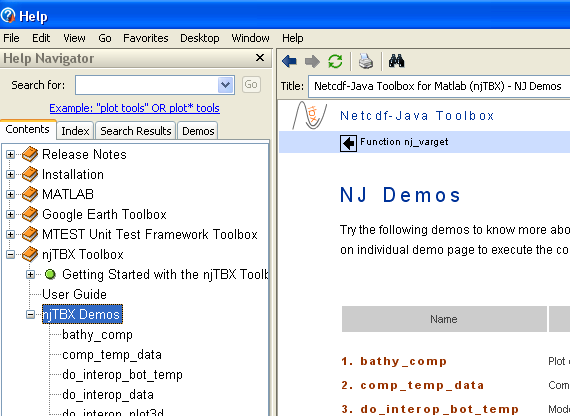 Help
File Edit View Go Favorites Desktop Window Help
Help Navigator
Search for: Go
Example: "plot tools" OR plot* tools
Contents Index Search Results Demos
Release Notes
Installation
MATLAB
Google Earth Toolbox
MTEST Unit Test Framework Toolbox
njTBX Toolbox
Getting Started with the njTBX Toolb
User Guide
njTBX Demos
bathy_comp
comp_temp_data
do_interop_bot_temp
do_interop_data
do_interop_plot3d
Title: Netcdf-Java Toolbox for Matlab (njTBX) - NJ Demos
Netcdf-Java Toolbox
Function nj_varget
NJ Demos
Try the following demos to know more abo
on individual demo page to execute the co
Name
1. bathy_comp Plot
2. comp_temp_data Com
3. do_interop_bot_temp Mode